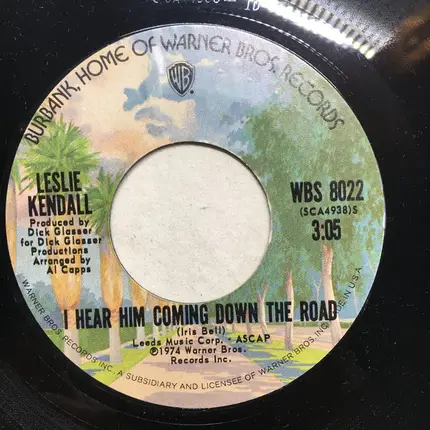 BURBANK, HOME OF WARNER BROS. RECORDS
WB
LESLIE
KENDALL
Produced by
Dick Glasser
for Dick Glasser
Productions
Arranged by
Al Capps
WBS 8022
(SCA4938)S
3:05
I HEAR HIM COMING DOWN THE ROAD
(Iris Bell)
Leeds Music Corp. - ASCAP
℗1974 Warner Bros.
Records Inc.
WARNER BROS. RECORDS INC., A SUBSIDIARY AND LICENSEE OF WARNER BROS. INC. MADE IN U.S.A.